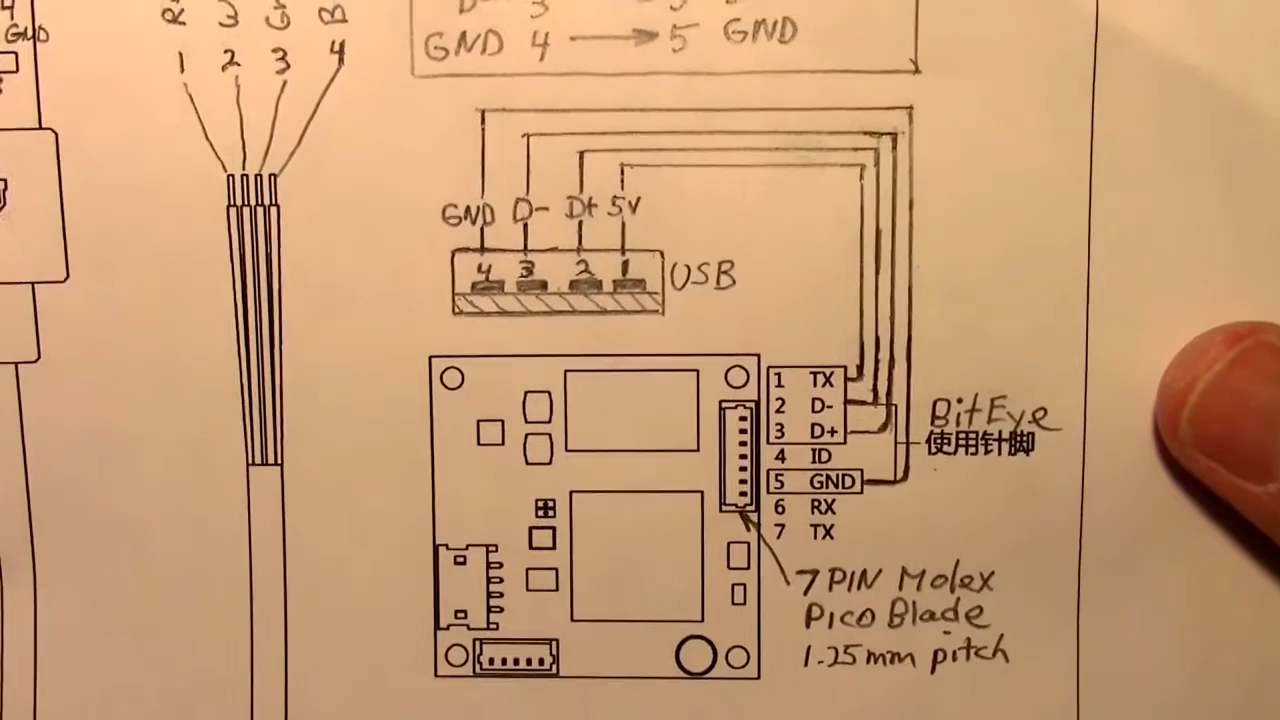 GND
1 2 3 4
D- 3
GND 4 → 5 GND
GND D- D+ 5V
4 3 2 1
USB
1 TX
2 D-
3 D+
4 ID
5 GND
6 RX
7 TX
BitEye
使用针脚
7 PIN Molex
Pico Blade
1.25mm pitch